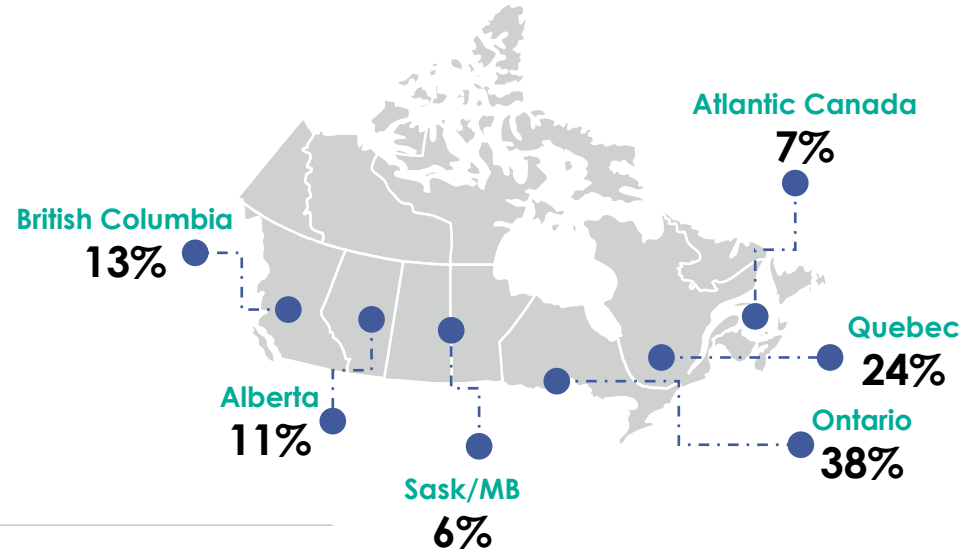 Atlantic Canada
7%
British Columbia
13%
Quebec
24%
Alberta
11%
Ontario
38%
Sask/MB
6%